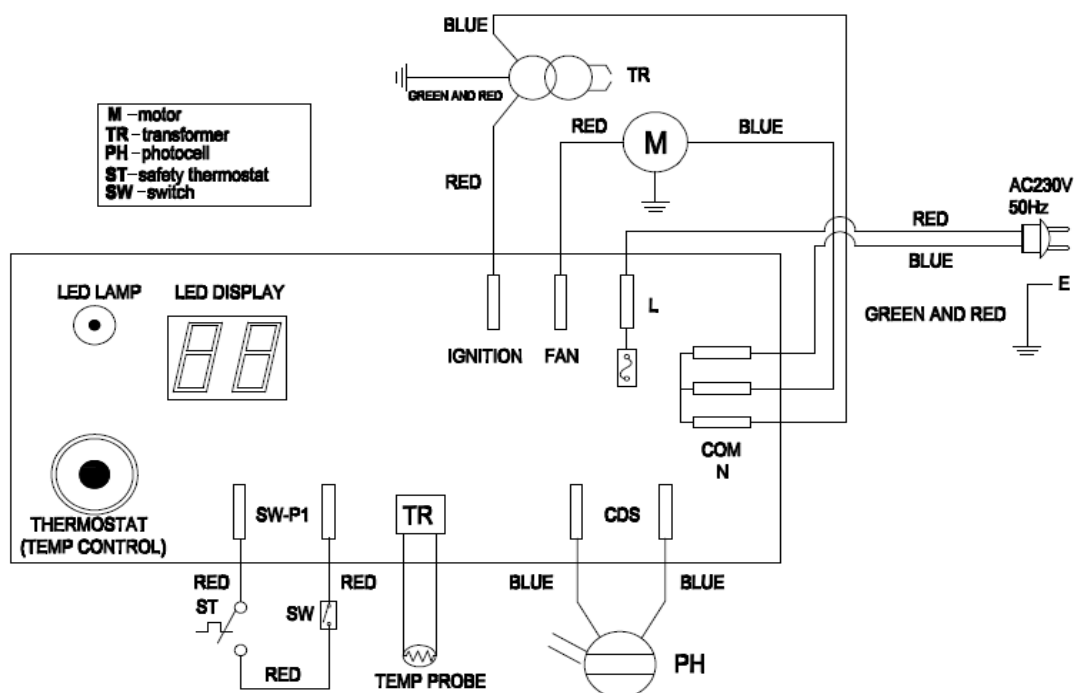 BLUE
TR
GREEN AND RED
M –motor
TR –transformer
PH –photocell
ST–safety thermostat
SW –switch
RED
M
BLUE
RED
AC230V
50Hz
RED
BLUE
E
GREEN AND RED
LED LAMP
LED DISPLAY
88
L
IGNITION
FAN
COM
N
THERMOSTAT
(TEMP CONTROL)
SW-P1
TR
CDS
RED
RED
BLUE
BLUE
ST
SW
RED
TEMP PROBE
PH